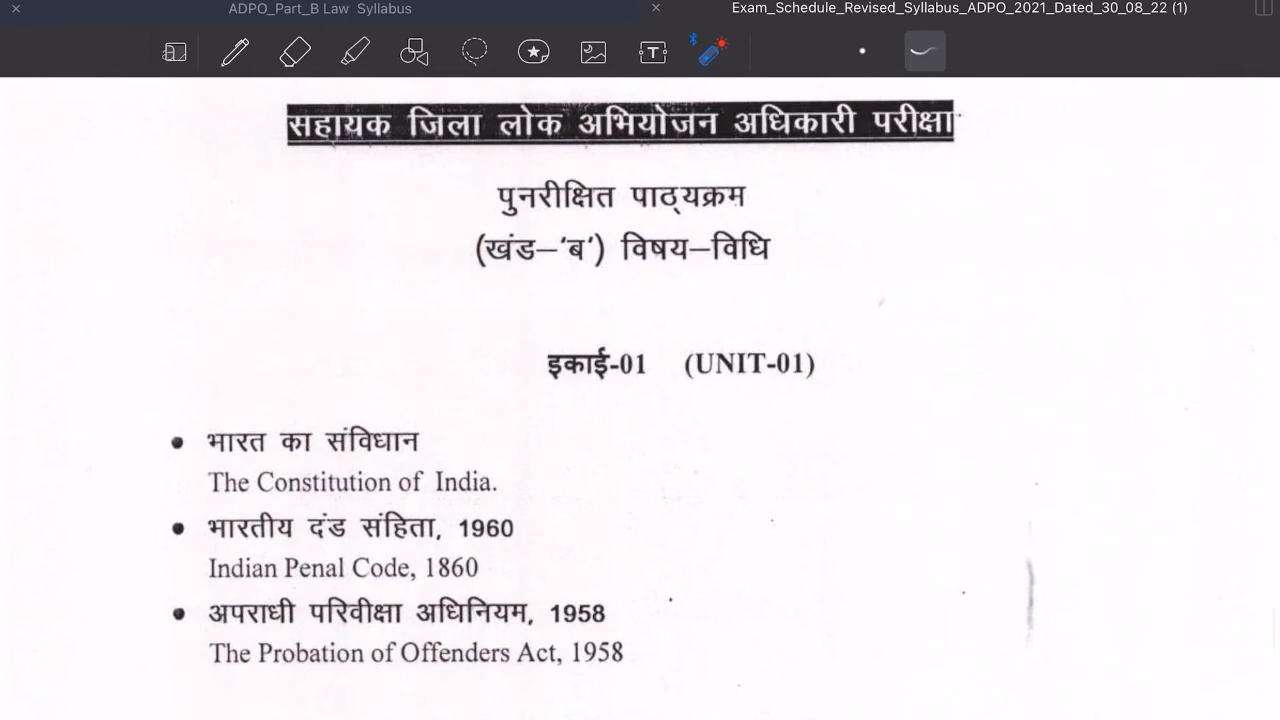 ADPO_Part_B Law Syllabus
Exam_Schedule_Revised_Syllabus_ADPO_2021_Dated_30_08_22 (1)
सहायक जिला लोक अभियोजन अधिकारी परीक्षा
पुनरीक्षित पाठ्यक्रम
(खंड–'ब') विषय–विधि
इकाई-01 (UNIT-01)
• भारत का संविधान
The Constitution of India.
• भारतीय दंड संहिता, 1960
Indian Penal Code, 1860
• अपराधी परिवीक्षा अधिनियम, 1958
The Probation of Offenders Act, 1958